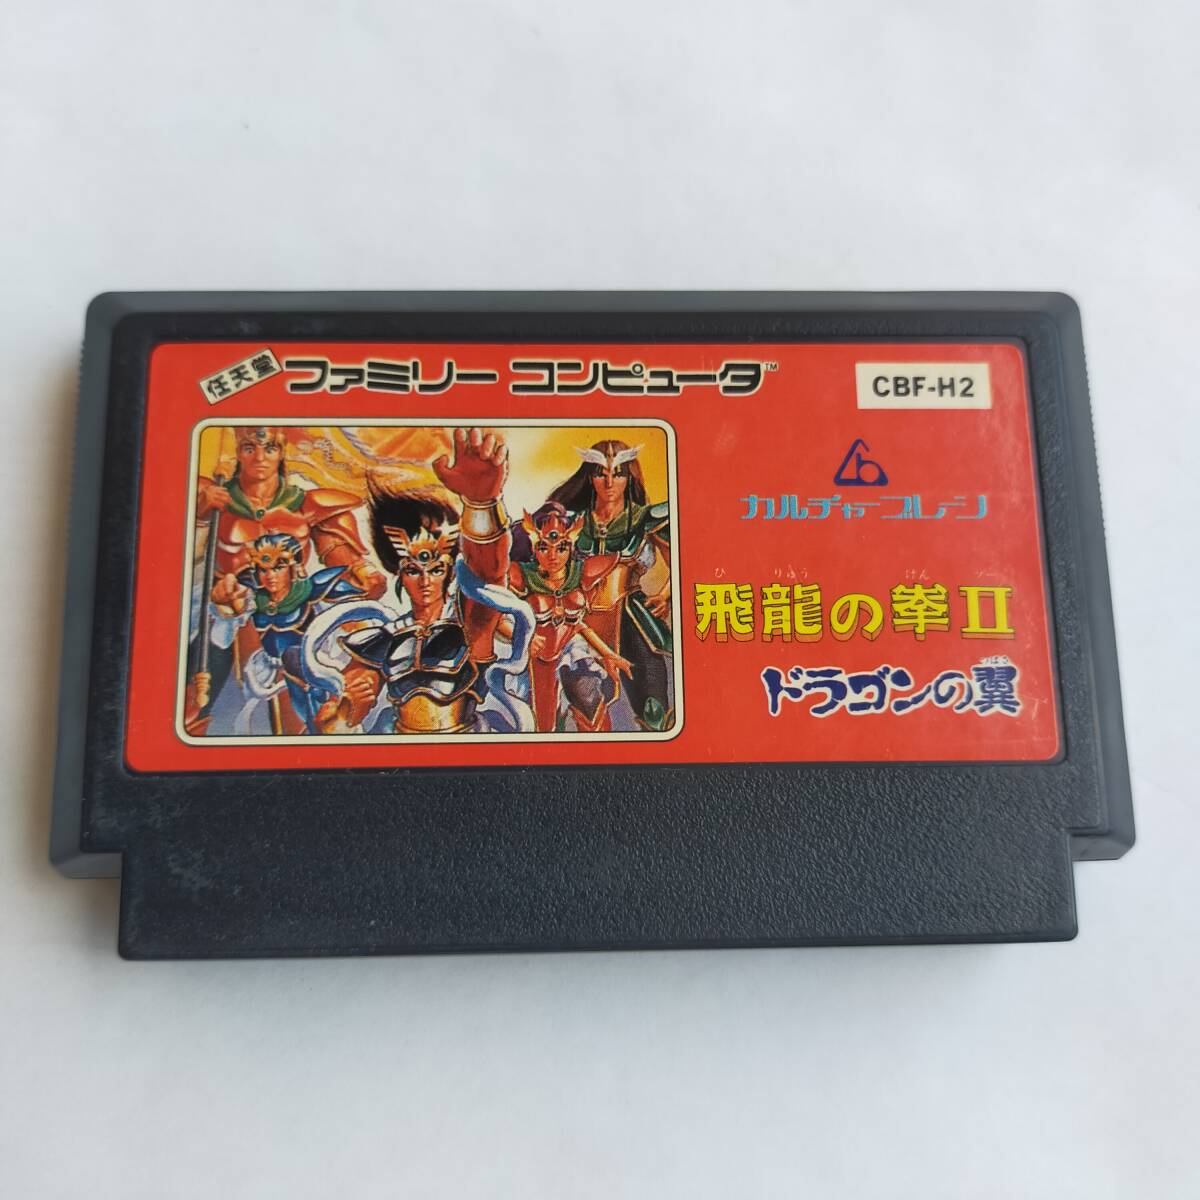 任天堂 ファミリー コンピュータ™
CBF-H2
カルチャーブレーン
ひ りゅう けん ツー
飛龍の拳II
つばさ
ドラゴンの翼